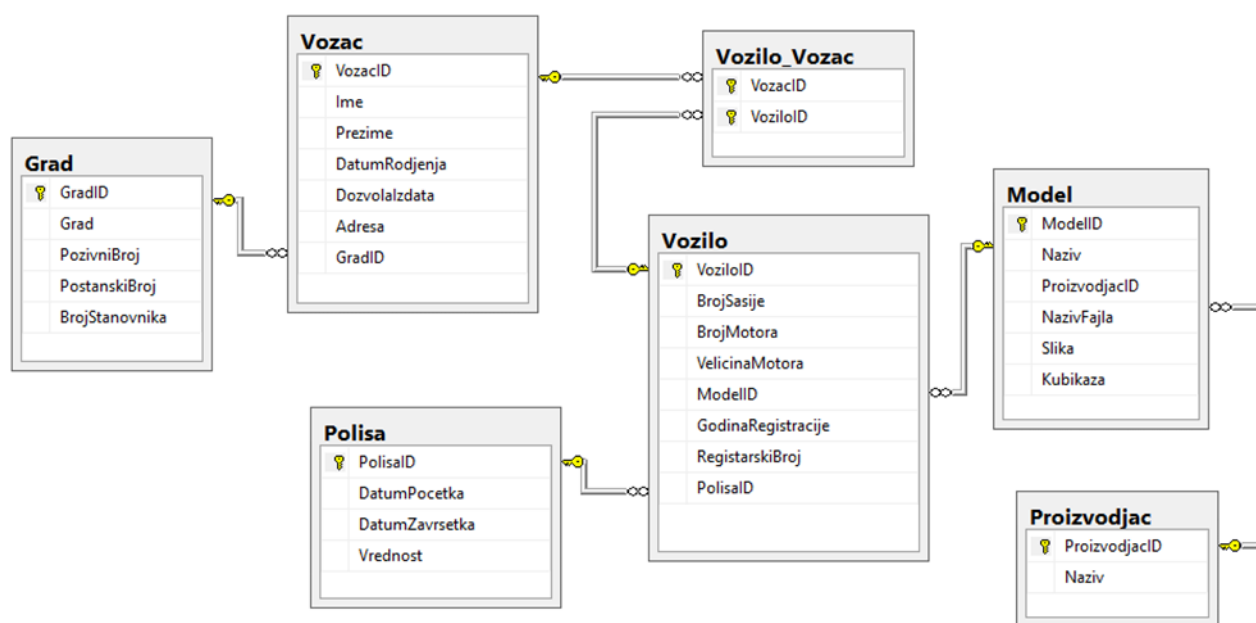 Vozac
VozacID
Ime
Prezime
DatumRodjenja
DozvolaIzdata
Adresa
GradID
Vozilo_Vozac
VozacID
VoziloID
Grad
GradID
Grad
PozivniBroj
PostanskiBroj
BrojStanovnika
Model
ModelID
Naziv
ProizvodjacID
NazivFajla
Slika
Kubikaza
Vozilo
VoziloID
BrojSasije
BrojMotora
VelicinaMotora
ModelID
GodinaRegistracije
RegistarskiBroj
PolisaID
Polisa
PolisaID
DatumPocetka
DatumZavrsetka
Vrednost
Proizvodjac
ProizvodjacID
Naziv